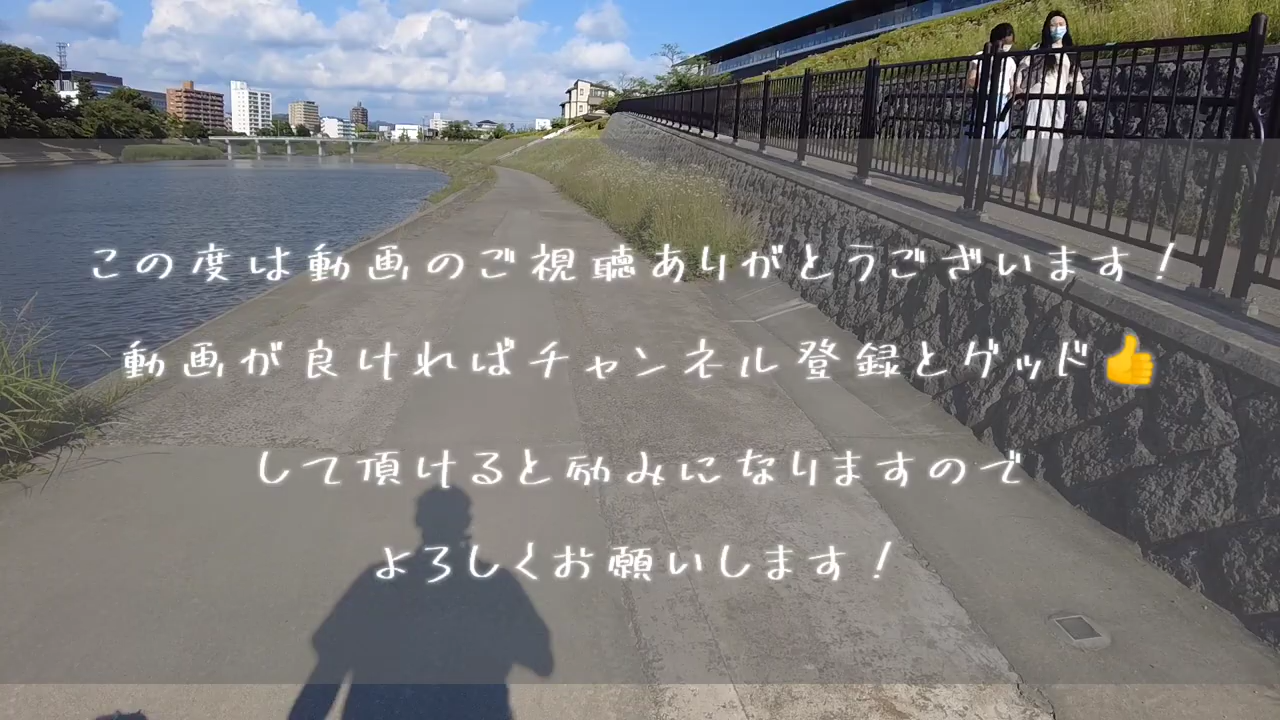 この度は動画のご視聴ありがとうございます！
動画が良ければチャンネル登録とグッド👍
して頂けると励みになりますので
よろしくお願いします！